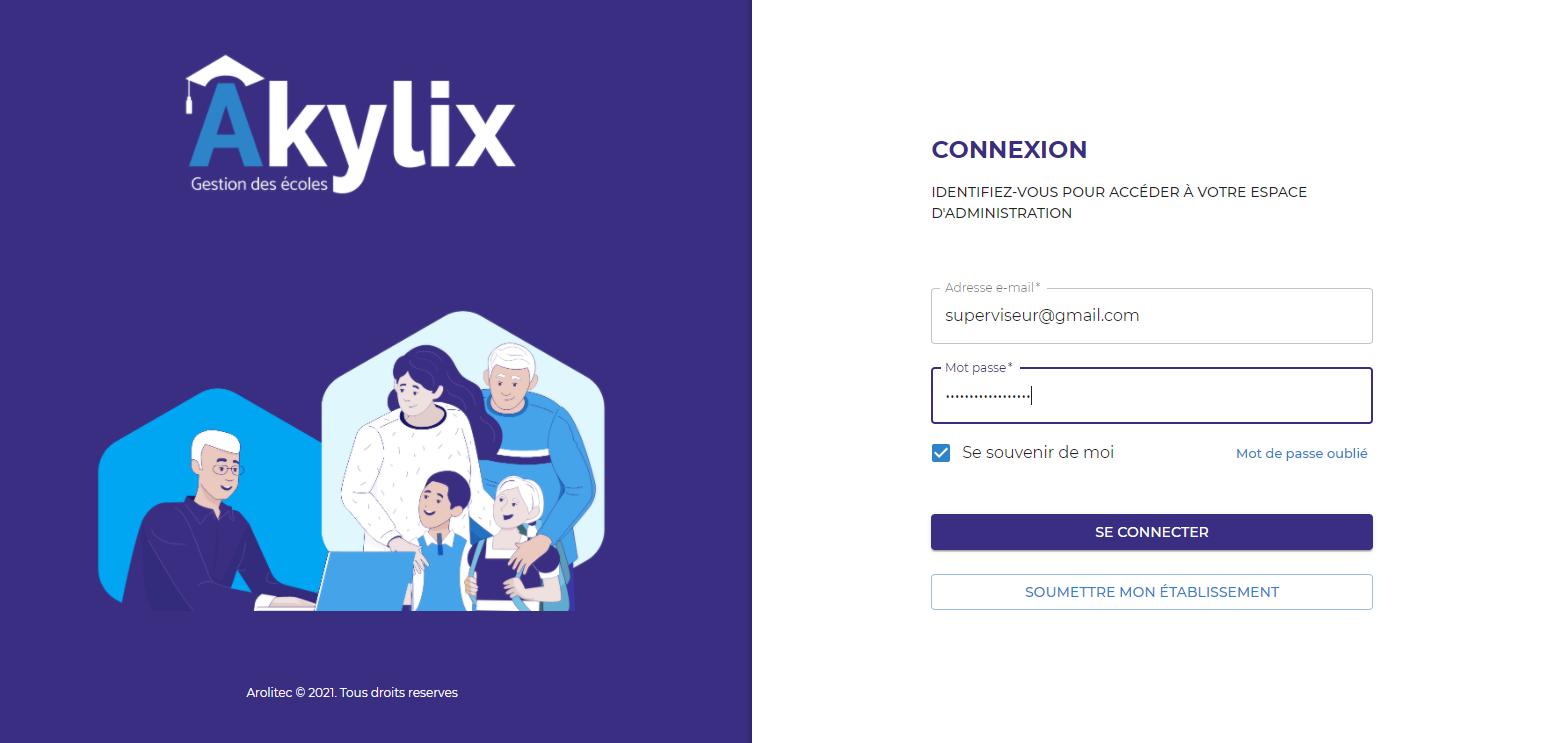 Akylix
Gestion des écoles
Arolitec © 2021. Tous droits reserves
CONNEXION
IDENTIFIEZ-VOUS POUR ACCÉDER À VOTRE ESPACE
D'ADMINISTRATION
Adresse e-mail*
superviseur@gmail.com
Mot passe*
••••••••••••••••••
Se souvenir de moi
Mot de passe oublié
SE CONNECTER
SOUMETTRE MON ÉTABLISSEMENT